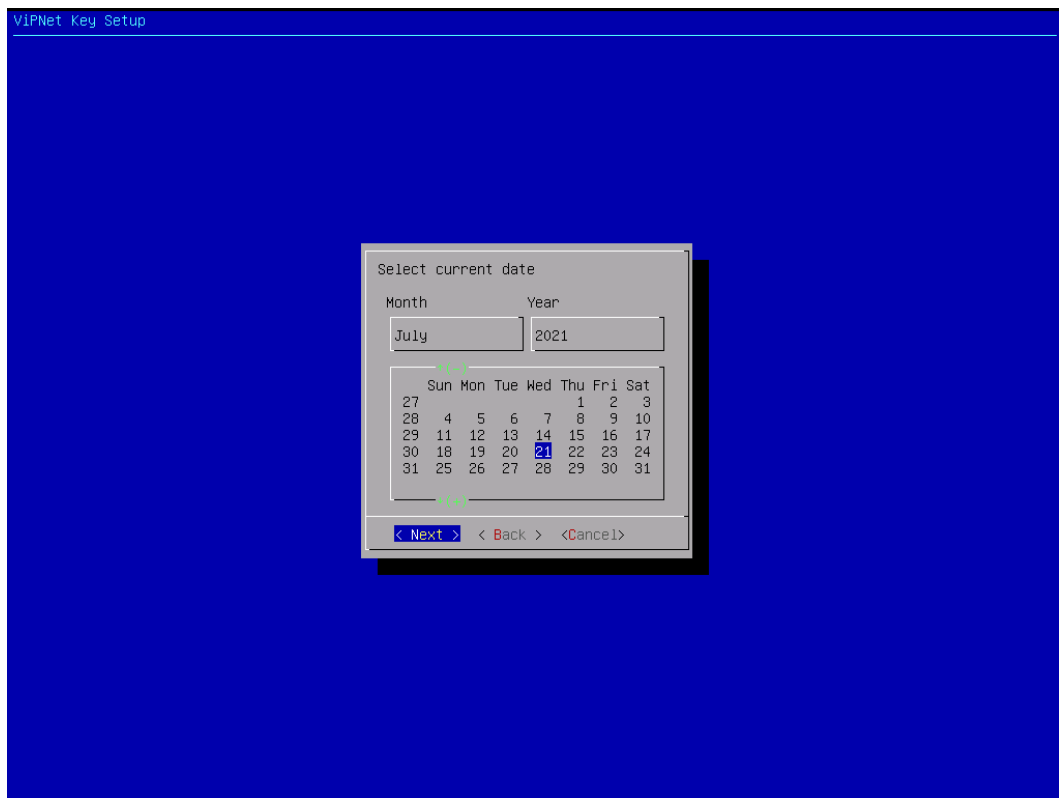 ViPNet Key Setup
Select current date
Month Year
July 2021
↑(-)
Sun Mon Tue Wed Thu Fri Sat
27 1 2 3
28 4 5 6 7 8 9 10
29 11 12 13 14 15 16 17
30 18 19 20 21 22 23 24
31 25 26 27 28 29 30 31
(+)
< Next > < Back > <Cancel>